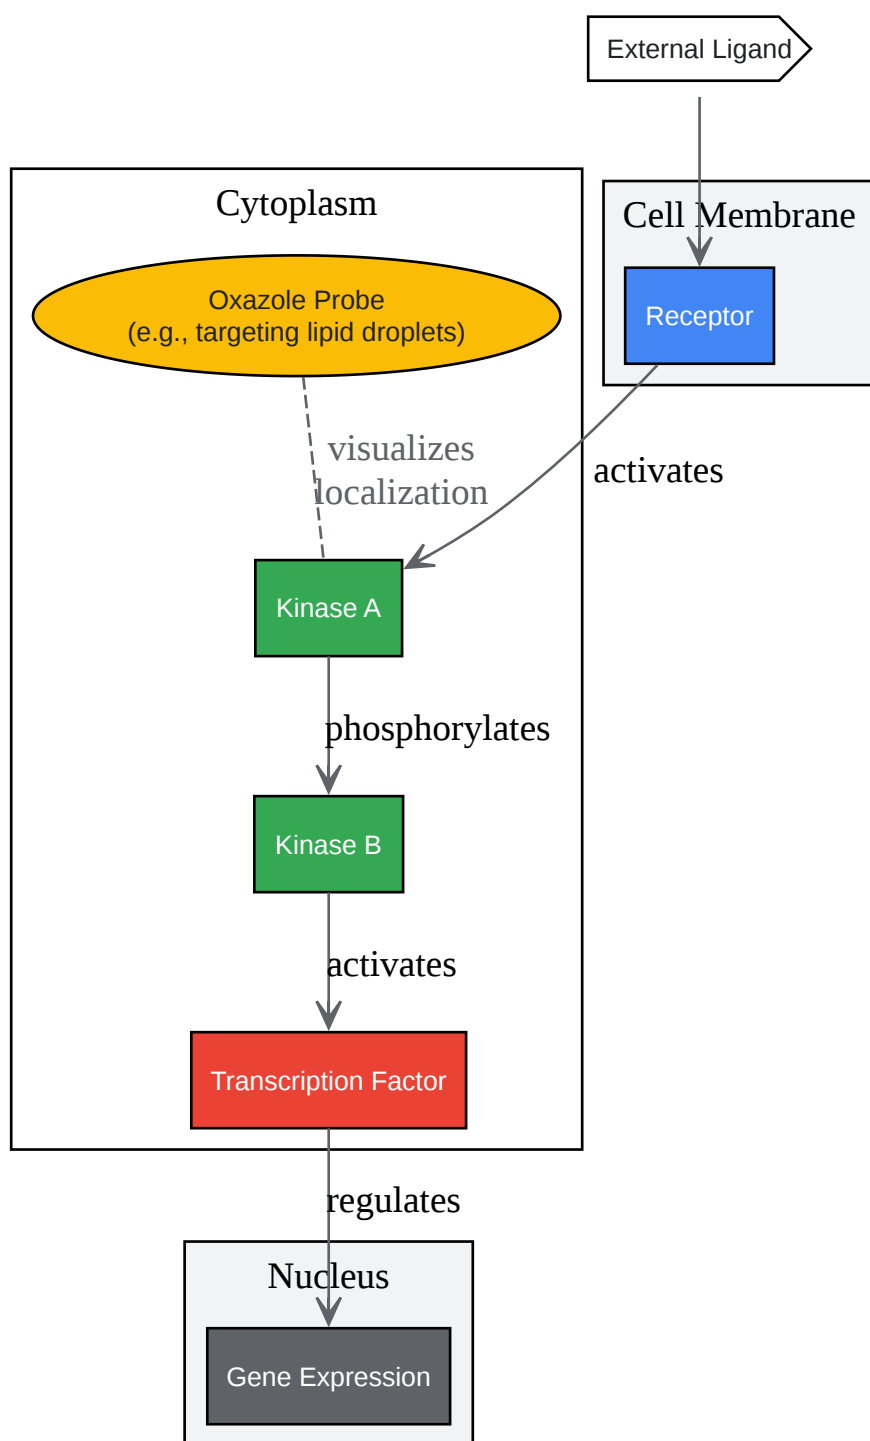 External Ligand
Cytoplasm
Cell Membrane
Oxazole Probe
(e.g., targeting lipid droplets)
Receptor
visualizes
localization
activates
Kinase A
phosphorylates
Kinase B
activates
Transcription Factor
regulates
Nucleus
Gene Expression